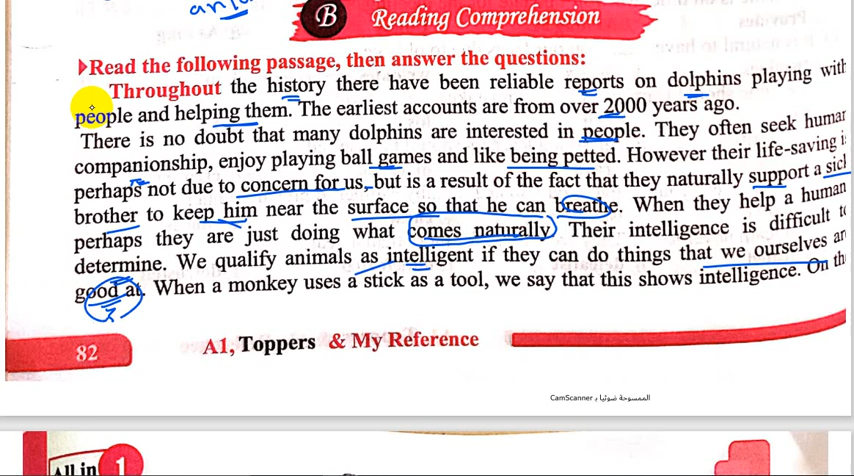 B Reading Comprehension
Read the following passage, then answer the questions:
Throughout the history there have been reliable reports on dolphins playing with
people and helping them. The earliest accounts are from over 2000 years ago.
There is no doubt that many dolphins are interested in people. They often seek human
companionship, enjoy playing ball games and like being petted. However their life-saving
perhaps not due to concern for us, but is a result of the fact that they naturally support a
brother to keep him near the surface so that he can breathe. When they help a human
perhaps they are just doing what comes naturally. Their intelligence is difficult
determine. We qualify animals as intelligent if they can do things that we ourselves
good at. When a monkey uses a stick as a tool, we say that this shows intelligence. On
82 A1, Toppers & My Reference
الممسوحة ضوئيا بـ CamScanner
All in 1